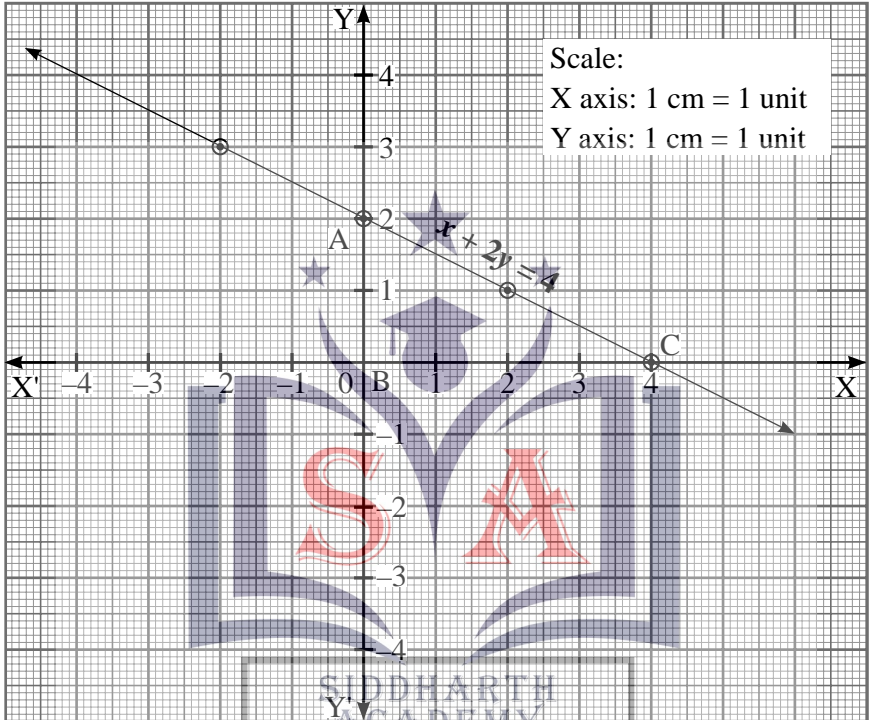 Y
Scale:
X axis: 1 cm = 1 unit
Y axis: 1 cm = 1 unit
4
3
2
A
x + 2y = 4
1
C
X' –4 –3 –2 –1 0 B 1 2 3 4 X
–1
S A
–2
–3
–4
SIDDHARTH
Y'
ACADEMY